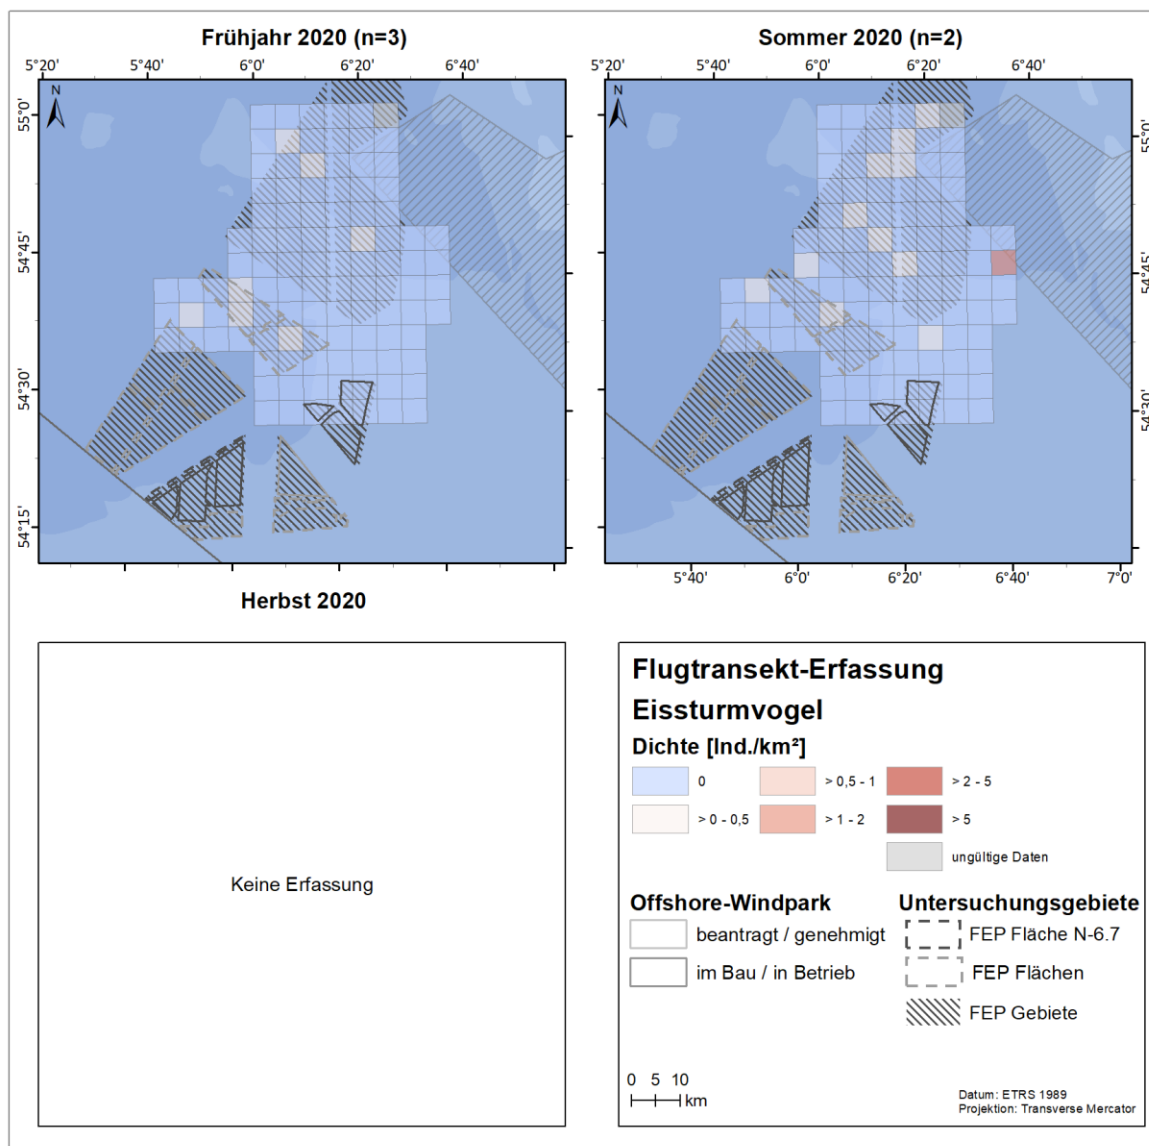 Frühjahr 2020 (n=3)
Sommer 2020 (n=2)
5°20' 5°40' 6°0' 6°20' 6°40'
5°20' 5°40' 6°0' 6°20' 6°40'
N
N
55°0'
54°45'
54°30'
54°15'
55°0'
54°45'
54°30'
5°40' 6°0' 6°20' 6°40' 7°0'
Herbst 2020
Keine Erfassung
Flugtransekt-Erfassung
Eissturmvogel
Dichte [Ind./km²]
0
> 0,5 - 1
> 2 - 5
> 0 - 0,5
> 1 - 2
> 5
ungültige Daten
Offshore-Windpark
beantragt / genehmigt
im Bau / in Betrieb
Untersuchungsgebiete
FEP Fläche N-6.7
FEP Flächen
FEP Gebiete
0 5 10
km
Datum: ETRS 1989
Projektion: Transverse Mercator